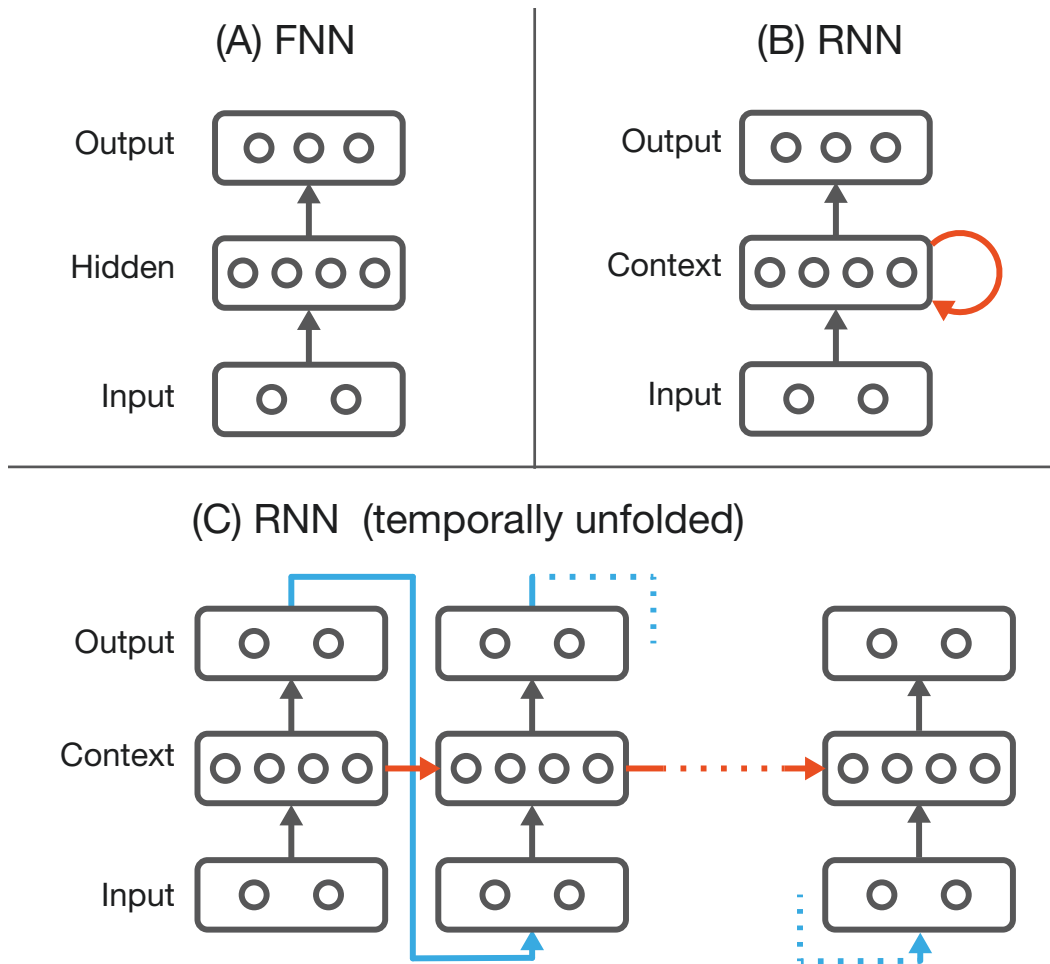 (A) FNN
Output
Hidden
Input
(B) RNN
Output
Context
Input
(C) RNN (temporally unfolded)
Output
Context
Input